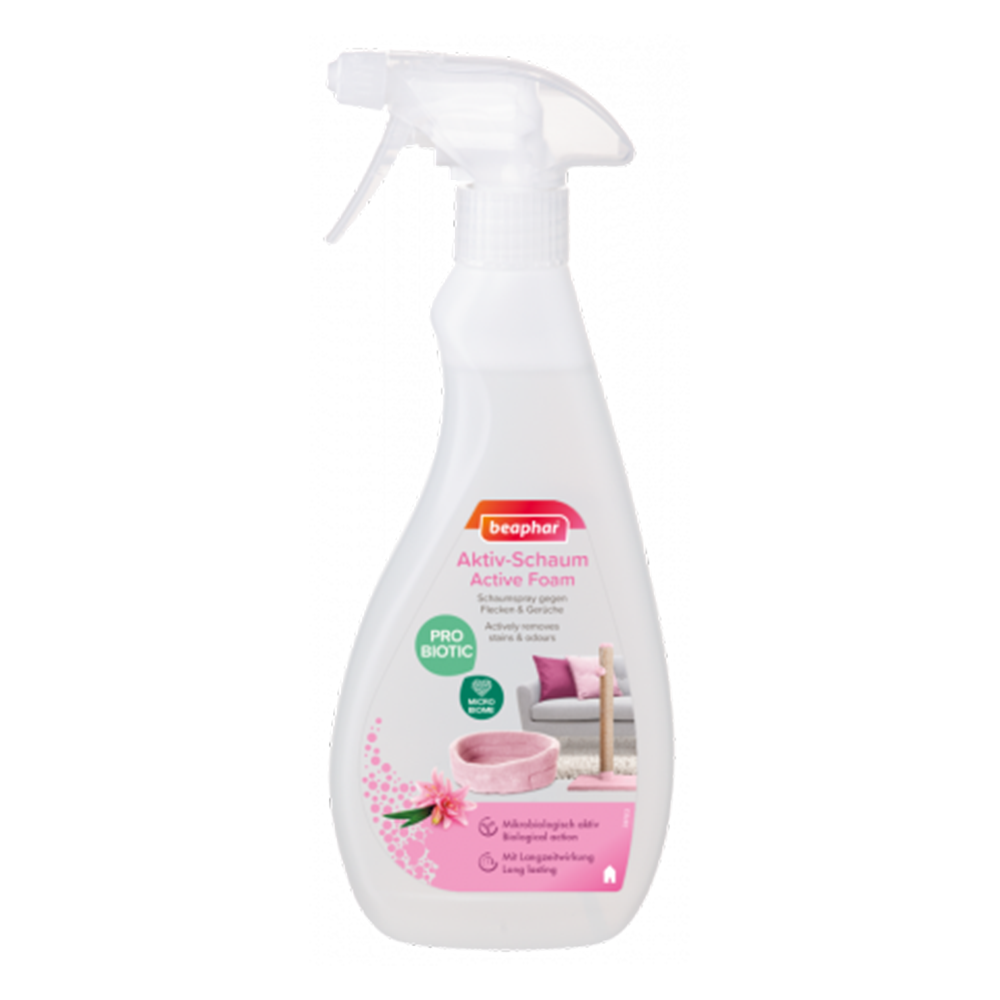 beaphar
Aktiv-Schaum
Active Foam
Schaumspray gegen
Flecken & Gerüche
Actively removes
stains & odours
PRO
BIOTIC
MICRO
BIOME
Mikrobiologisch aktiv
Biological action
Mit Langzeitwirkung
Long lasting